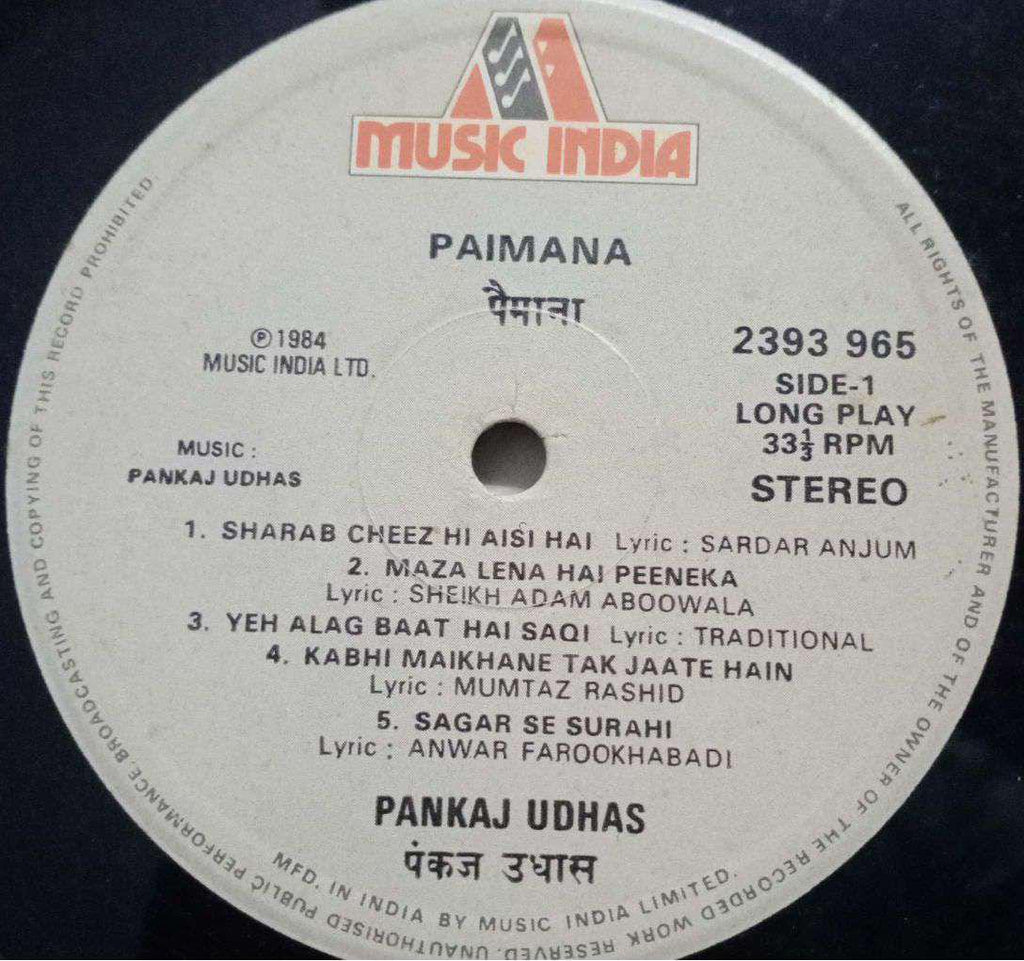 MUSIC INDIA
PAIMANA
पैमाना
℗ 1984
MUSIC INDIA LTD.
MUSIC :
PANKAJ UDHAS
2393 965
SIDE-1
LONG PLAY
33⅓ RPM
STEREO
1. SHARAB CHEEZ HI AISI HAI Lyric : SARDAR ANJUM
2. MAZA LENA HAI PEENEKA
Lyric : SHEIKH ADAM ABOOWALA
3. YEH ALAG BAAT HAI SAQI Lyric : TRADITIONAL
4. KABHI MAIKHANE TAK JAATE HAIN
Lyric : MUMTAZ RASHID
5. SAGAR SE SURAHI
Lyric : ANWAR FAROOKHABADI
PANKAJ UDHAS
पंकज उधास
MFD. IN INDIA BY MUSIC INDIA LIMITED.
ALL RIGHTS OF THE MANUFACTURER AND OF THE OWNER OF THE RECORDED WORK RESERVED. UNAUTHORISED PUBLIC PERFORMANCE, BROADCASTING AND COPYING OF THIS RECORD PROHIBITED.